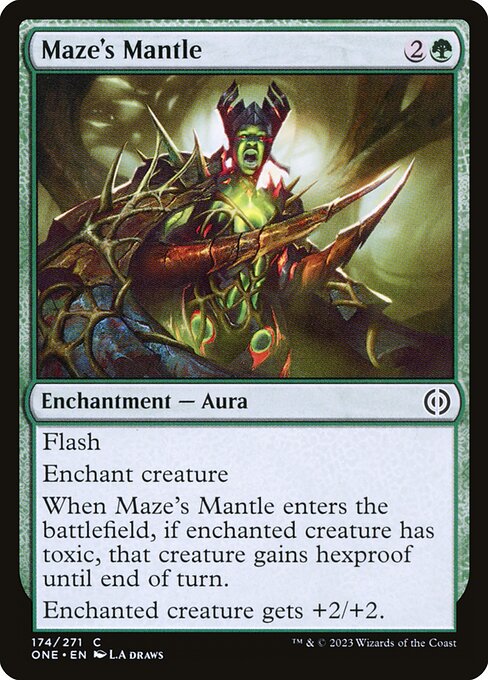 Maze's Mantle 2
Enchantment — Aura
Flash
Enchant creature
When Maze's Mantle enters the
battlefield, if enchanted creature has
toxic, that creature gains hexproof
until end of turn.
Enchanted creature gets +2/+2.
174/271 C
ONE • EN L.A DRAWS
™ & © 2023 Wizards of the Coast